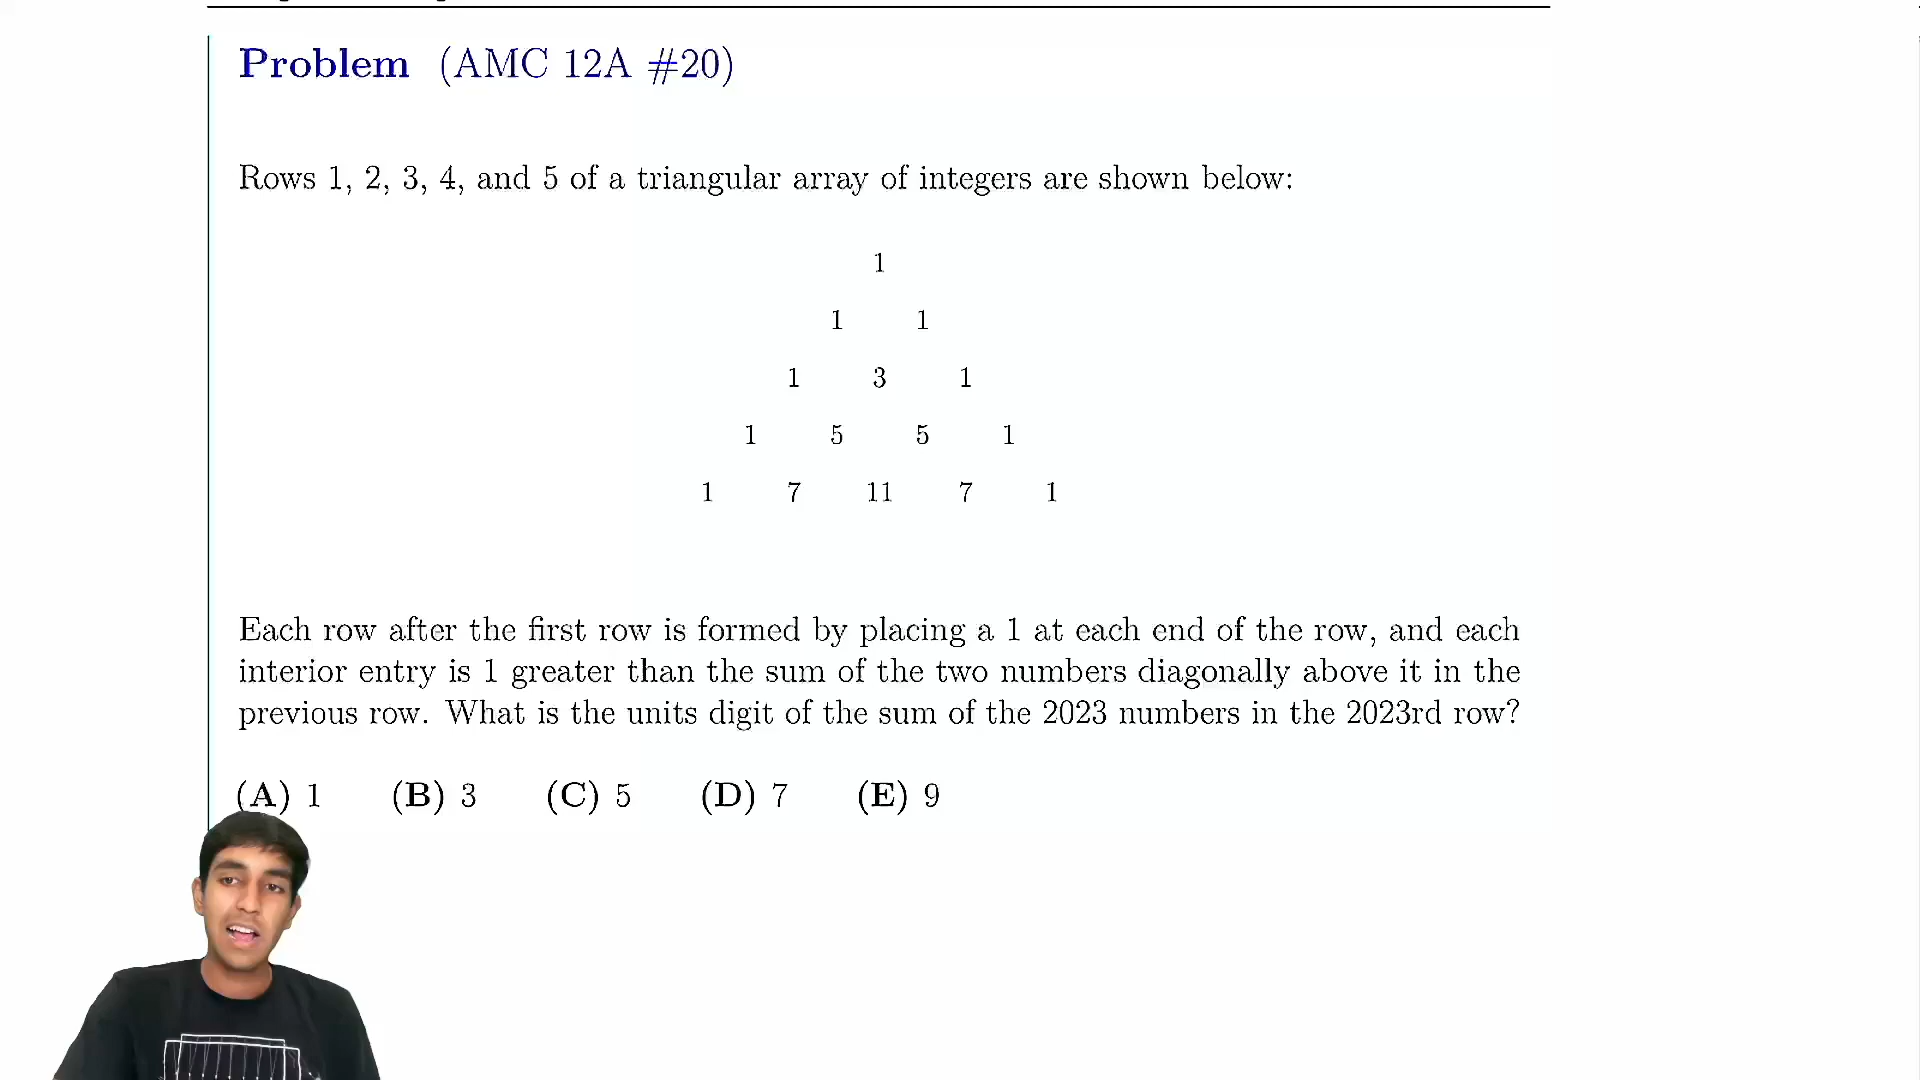 Problem (AMC 12A #20)
Rows 1, 2, 3, 4, and 5 of a triangular array of integers are shown below:
1
1 1
1 3 1
1 5 5 1
1 7 11 7 1
Each row after the first row is formed by placing a 1 at each end of the row, and each
interior entry is 1 greater than the sum of the two numbers diagonally above it in the
previous row. What is the units digit of the sum of the 2023 numbers in the 2023rd row?
(A) 1 (B) 3 (C) 5 (D) 7 (E) 9